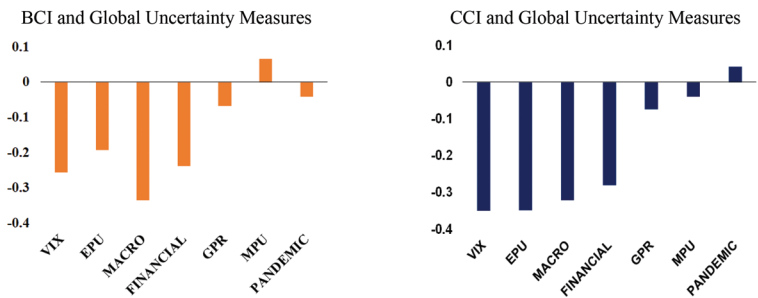 BCI and Global Uncertainty Measures
0.1
0
-0.1
-0.2
-0.3
-0.4
VIX
EPU
MACRO
FINANCIAL
GPR
MPU
PANDEMIC
CCI and Global Uncertainty Measures
0.1
0
-0.1
-0.2
-0.3
-0.4
VIX
EPU
MACRO
FINANCIAL
GPR
MPU
PANDEMIC